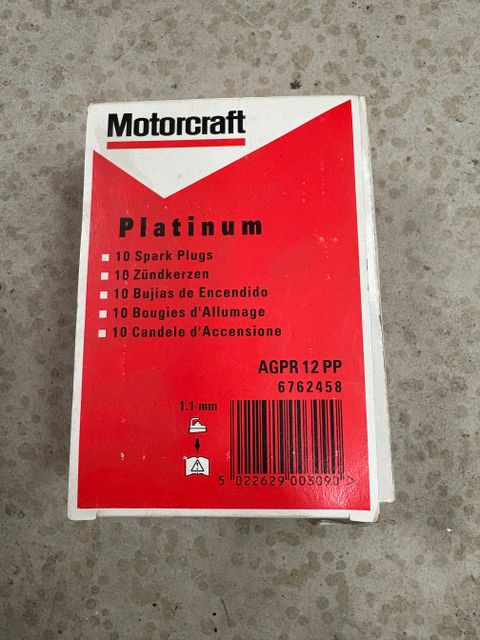 Motorcraft
Platinum
10 Spark Plugs
10 Zündkerzen
10 Bujías de Encendido
10 Bougies d'Allumage
10 Candele d'Accensione
AGPR 12 PP
6762458
1.1 mm
5 022629 003090 >